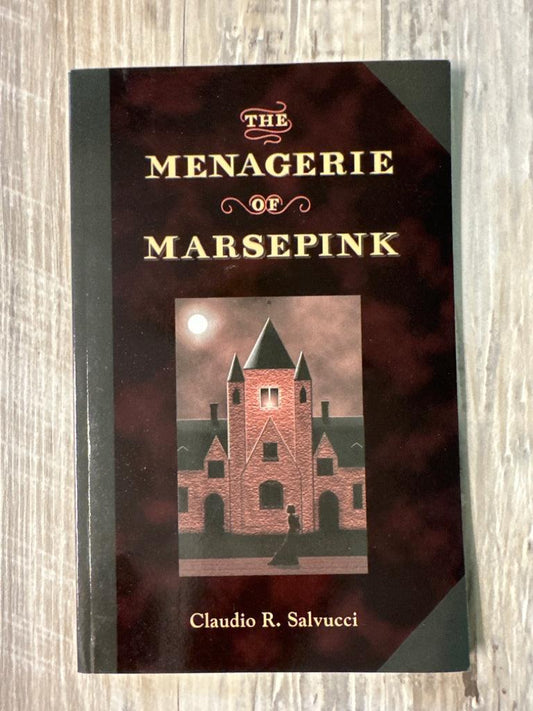 THE
MENAGERIE
OF
MARSEPINK
Claudio R. Salvucci